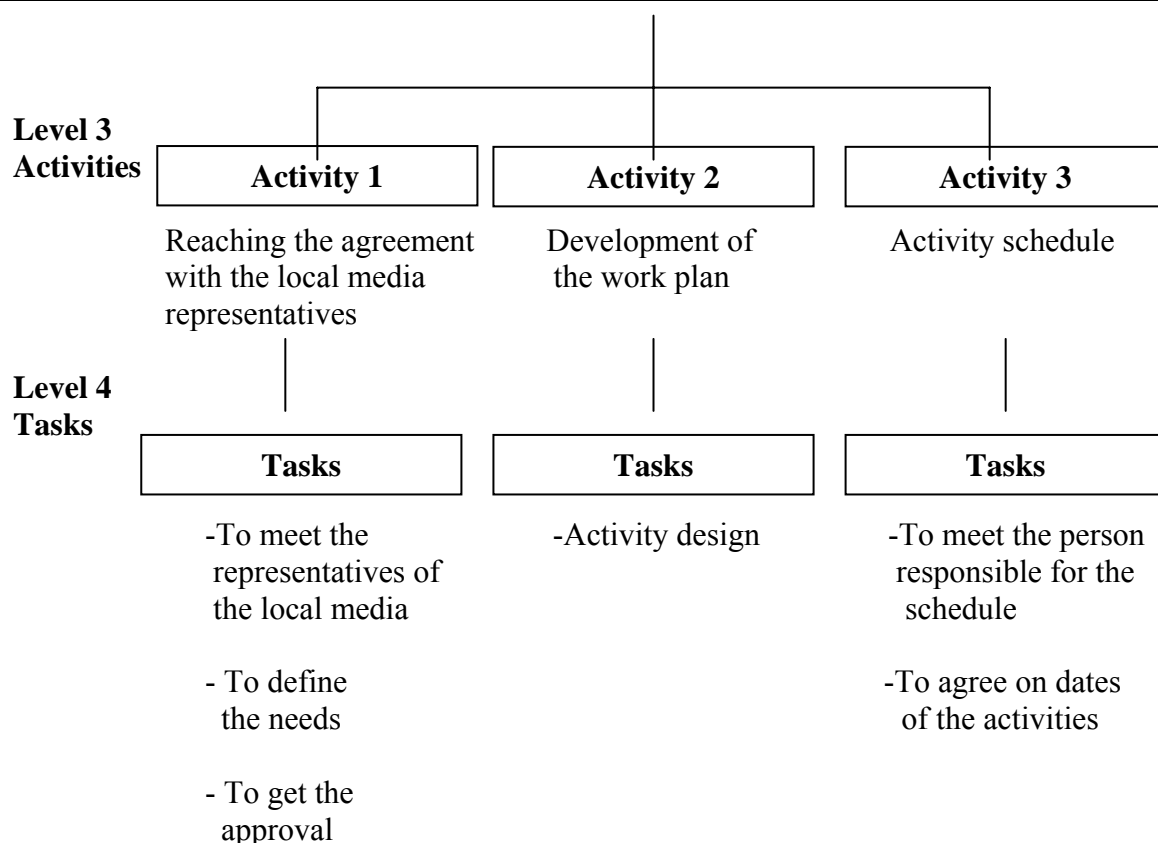 Level 3
Activities
Activity 1
Activity 2
Activity 3
Reaching the agreement
with the local media
representatives
Development of
the work plan
Activity schedule
Level 4
Tasks
Tasks
Tasks
Tasks
-To meet the
representatives of
the local media
- To define
the needs
- To get the
approval
-Activity design
-To meet the person
responsible for the
schedule
-To agree on dates
of the activities